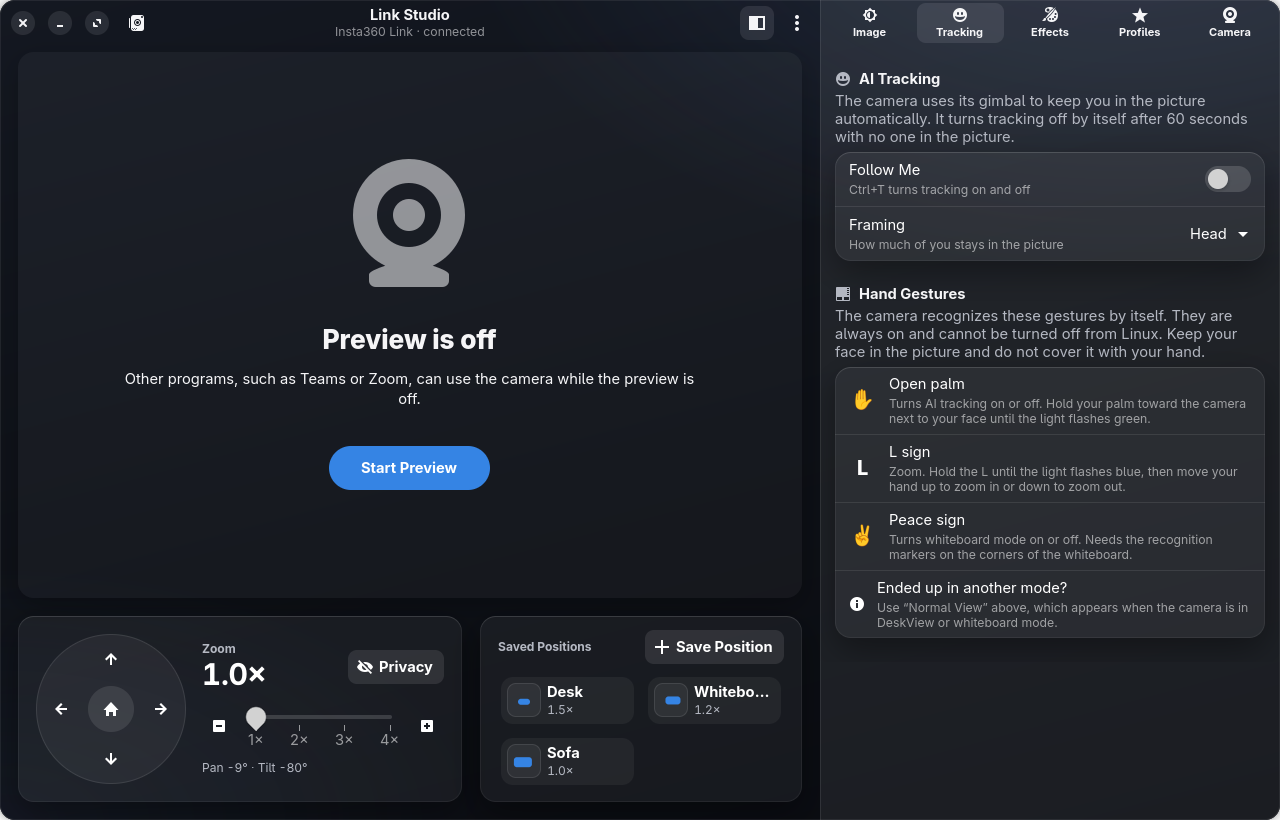 Link Studio
Insta360 Link · connected
Preview is off
Other programs, such as Teams or Zoom, can use the camera while the preview is
off.
Start Preview
Zoom
1.0×
Privacy
1×
2×
3×
4×
Pan -9° · Tilt -80°
Saved Positions
Save Position
Desk
1.5×
Whitebo…
1.2×
Sofa
1.0×
Image
Tracking
Effects
Profiles
Camera
AI Tracking
The camera uses its gimbal to keep you in the picture
automatically. It turns tracking off by itself after 60 seconds
with no one in the picture.
Follow Me
Ctrl+T turns tracking on and off
Framing
How much of you stays in the picture
Head
Hand Gestures
The camera recognizes these gestures by itself. They are
always on and cannot be turned off from Linux. Keep your
face in the picture and do not cover it with your hand.
Open palm
Turns AI tracking on or off. Hold your palm toward the camera
next to your face until the light flashes green.
L
L sign
Zoom. Hold the L until the light flashes blue, then move your
hand up to zoom in or down to zoom out.
Peace sign
Turns whiteboard mode on or off. Needs the recognition
markers on the corners of the whiteboard.
Ended up in another mode?
Use “Normal View” above, which appears when the camera is in
DeskView or whiteboard mode.